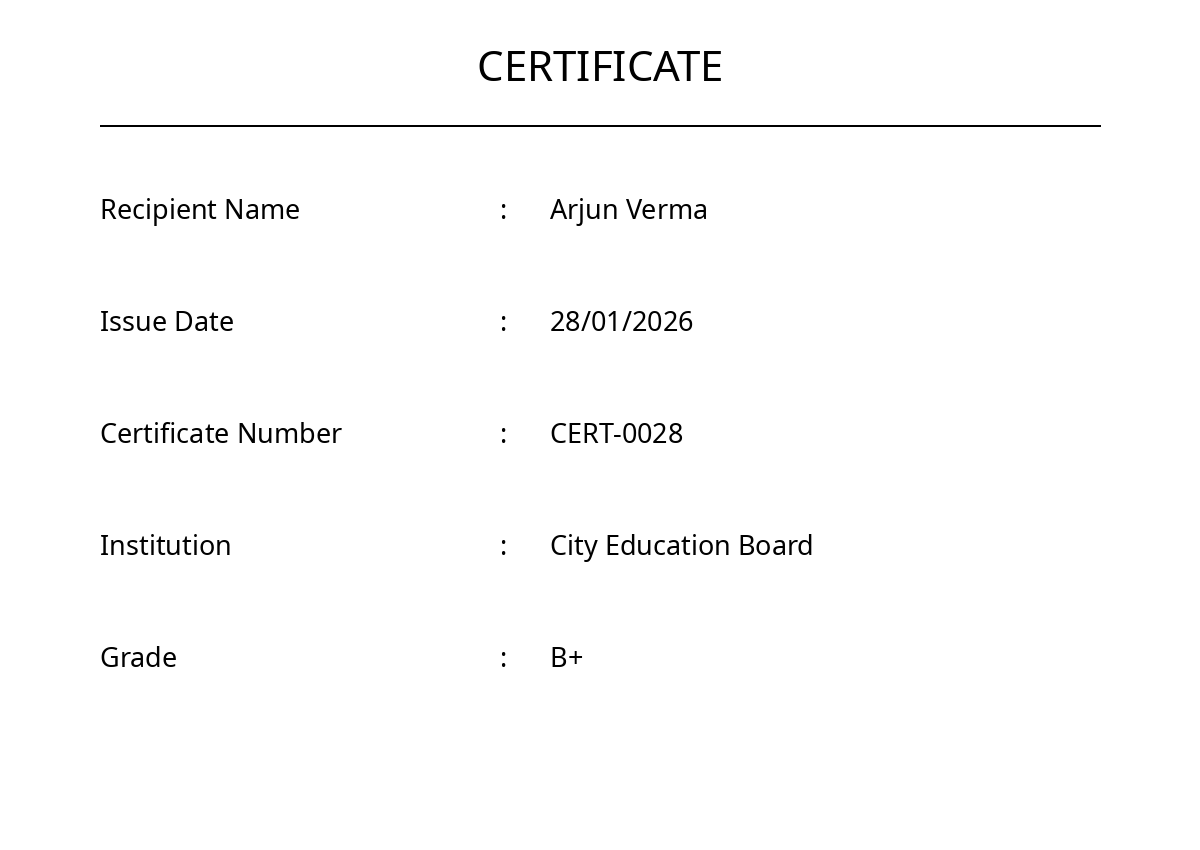 CERTIFICATE
Recipient Name : Arjun Verma
Issue Date : 28/01/2026
Certificate Number : CERT-0028
Institution : City Education Board
Grade : B+